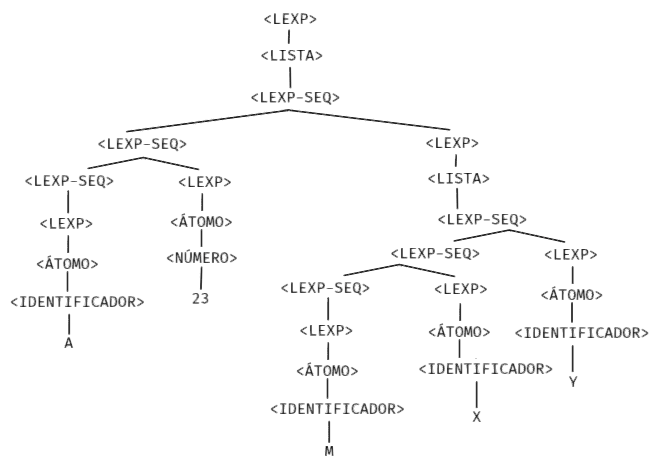 <LEXP>
<LISTA>
<LEXP-SEQ>
<LEXP-SEQ> <LEXP>
<LEXP-SEQ> <LEXP> <LISTA>
<LEXP> <ÁTOMO> <LEXP-SEQ>
<ÁTOMO> <NÚMERO> <LEXP-SEQ> <LEXP>
<IDENTIFICADOR> 23 <LEXP-SEQ> <LEXP> <ÁTOMO>
A <LEXP> <ÁTOMO> <IDENTIFICADOR>
<ÁTOMO> <IDENTIFICADOR> Y
<IDENTIFICADOR> X
M